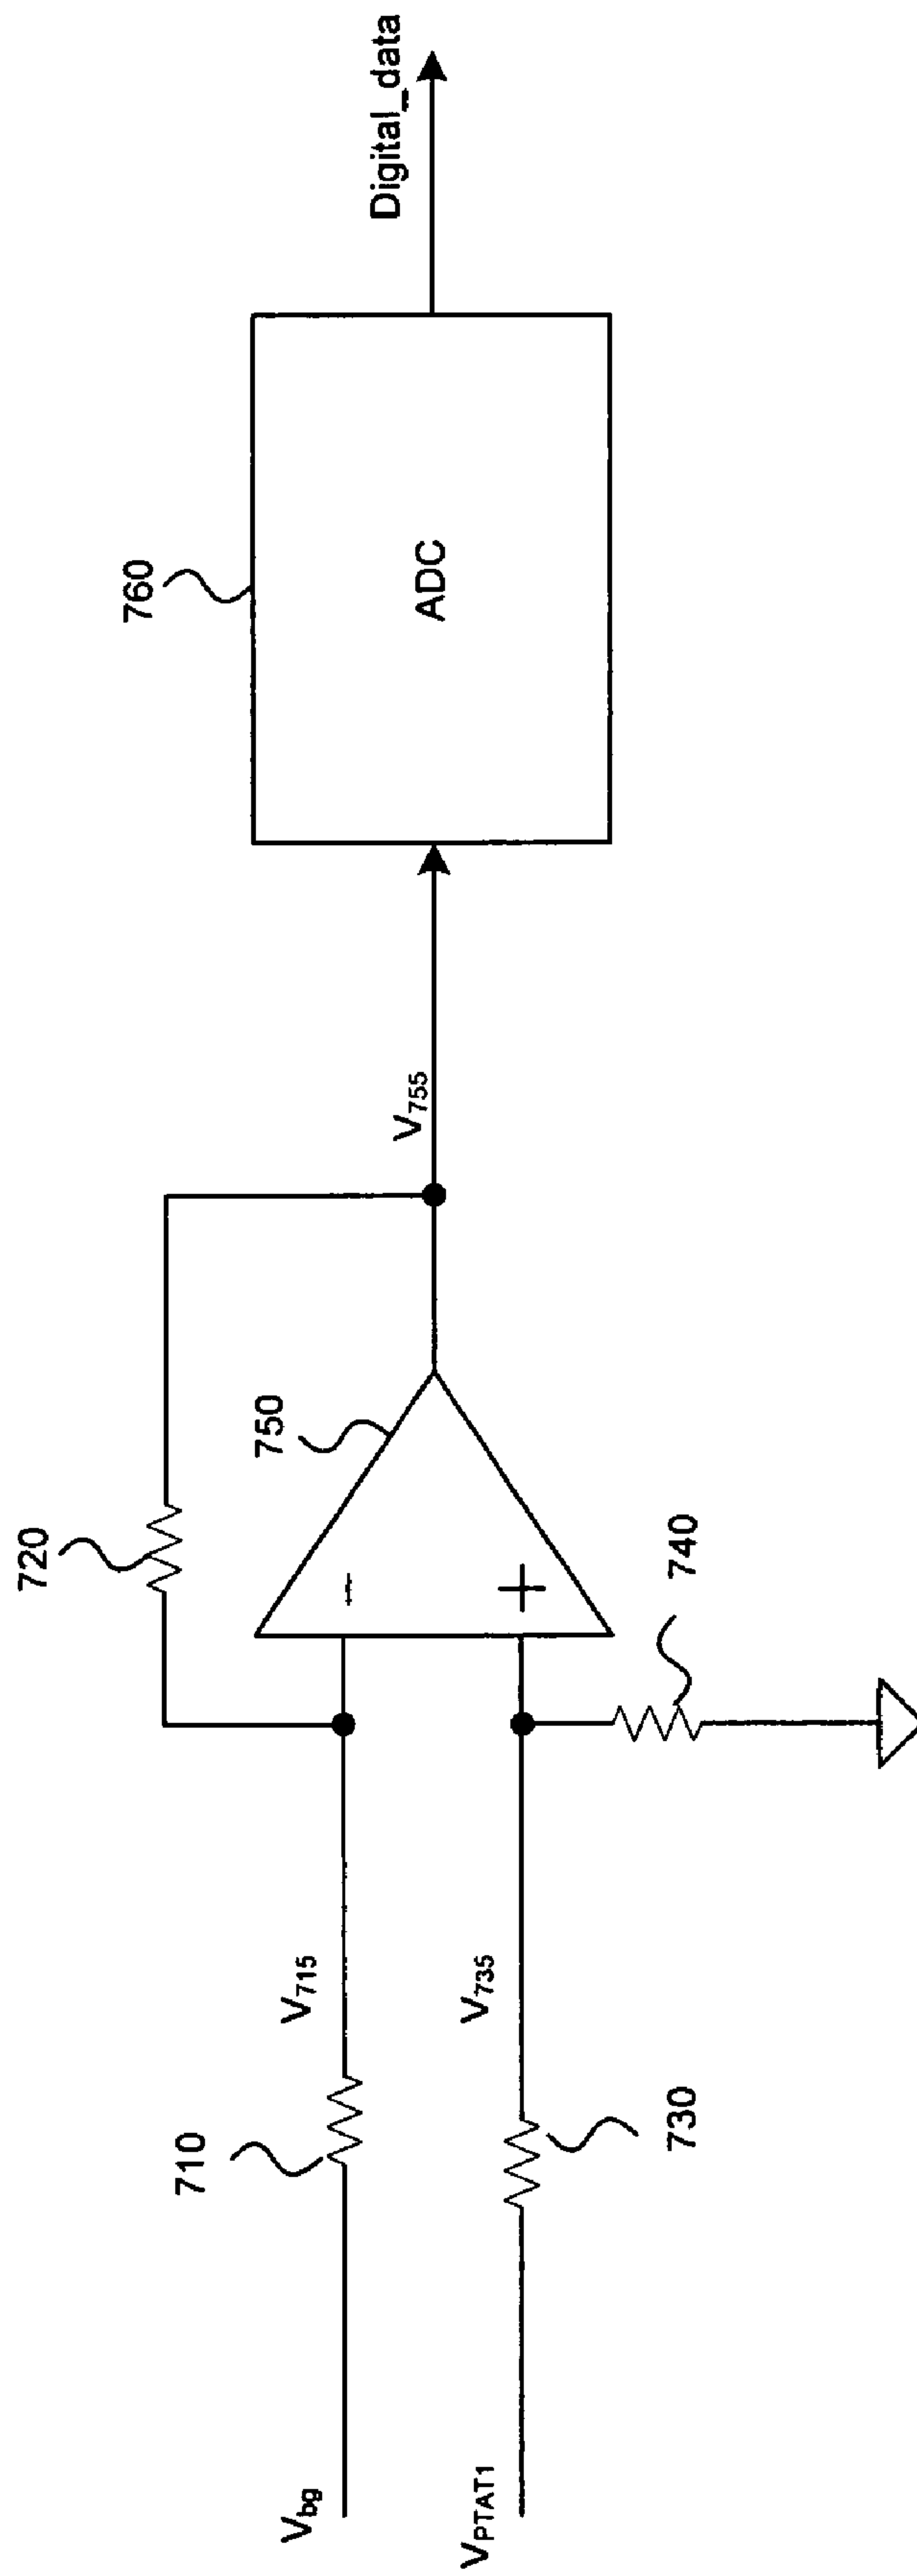 720
760
Digital_data
750
V755
ADC
710
V715
Vbg
−
+
730
V735
740
VPTAT1